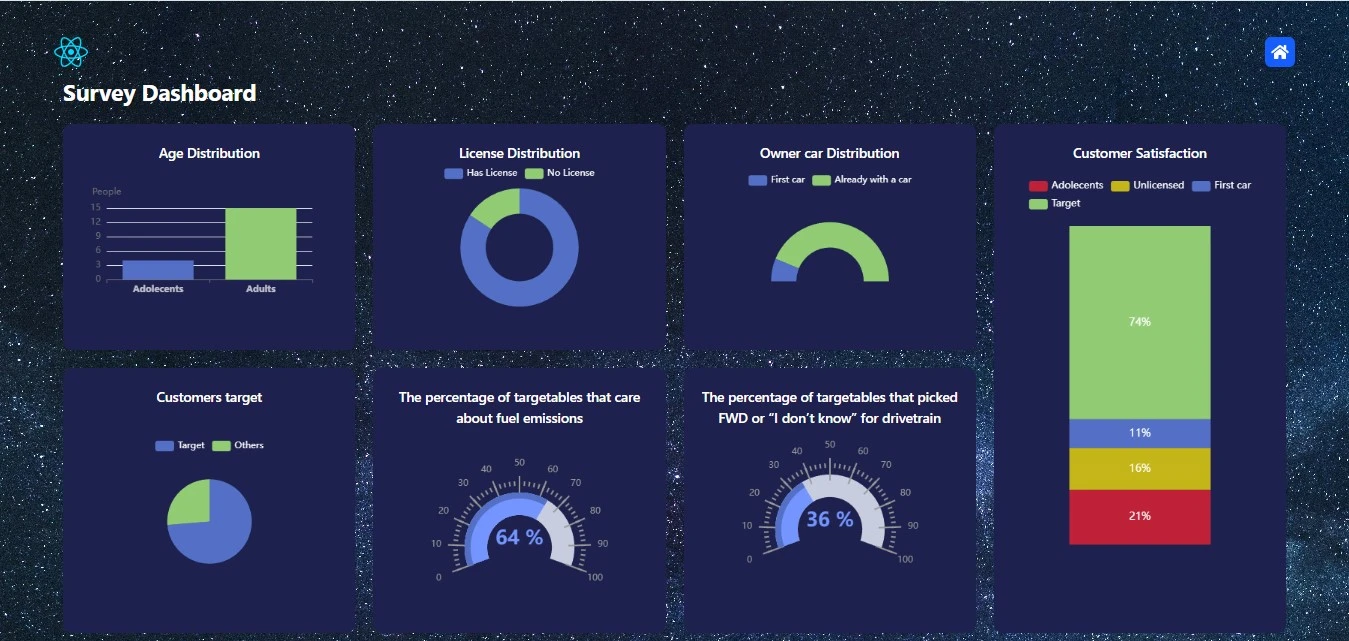 Survey Dashboard
Age Distribution
People
15
12
9
6
3
0
Adolecents Adults
License Distribution
Has License No License
Owner car Distribution
First car Already with a car
Customer Satisfaction
Adolecents Unlicensed First car
Target
74%
11%
16%
21%
Customers target
Target Others
The percentage of targetables that care
about fuel emissions
0
10
20
30
40
50
60
70
80
90
100
64 %
The percentage of targetables that picked
FWD or “I don’t know” for drivetrain
0
10
20
30
40
50
60
70
80
90
100
36 %